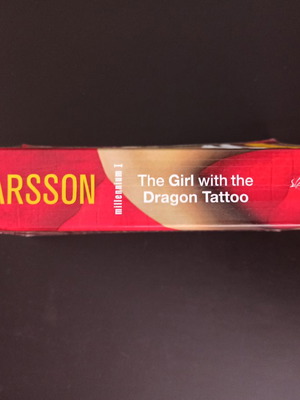 ARSSON
millennium 1
The Girl with the
Dragon Tattoo